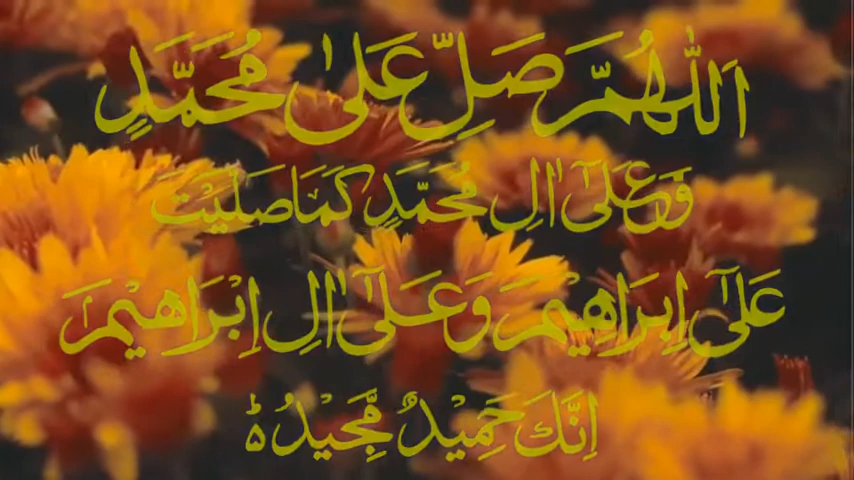 اَللّٰهُمَّ صَلِّ عَلٰی مُحَمَّدٍ
وَّعَلٰۤی اٰلِ مُحَمَّدٍ کَمَا صَلَّیْتَ
عَلٰۤی اِبْرَاهِیْمَ وَعَلٰۤی اٰلِ اِبْرَاهِیْمَ
اِنَّكَ حَمِیْدٌ مَّجِیْدٌ ؕ ه